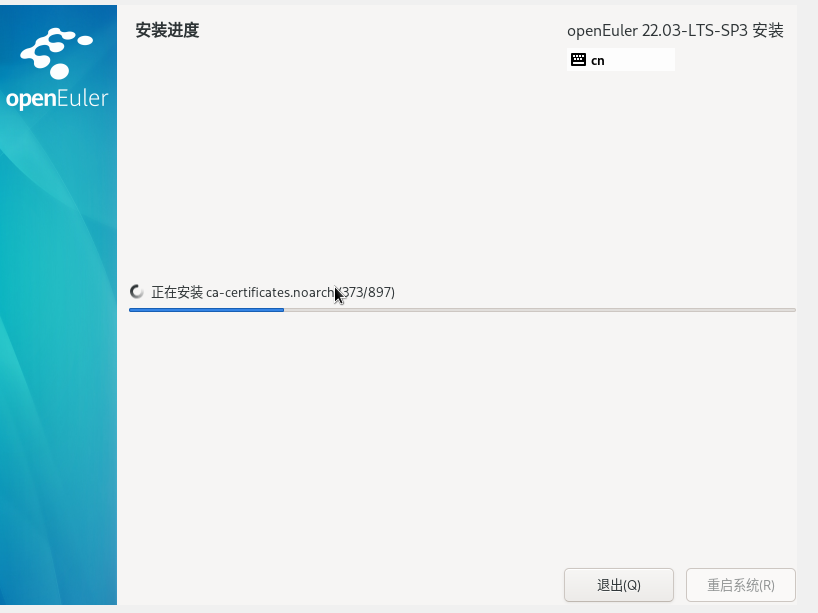 openEuler
安装进度
openEuler 22.03-LTS-SP3 安装
cn
正在安装 ca-certificates.noarch (373/897)
退出(Q)
重启系统(R)